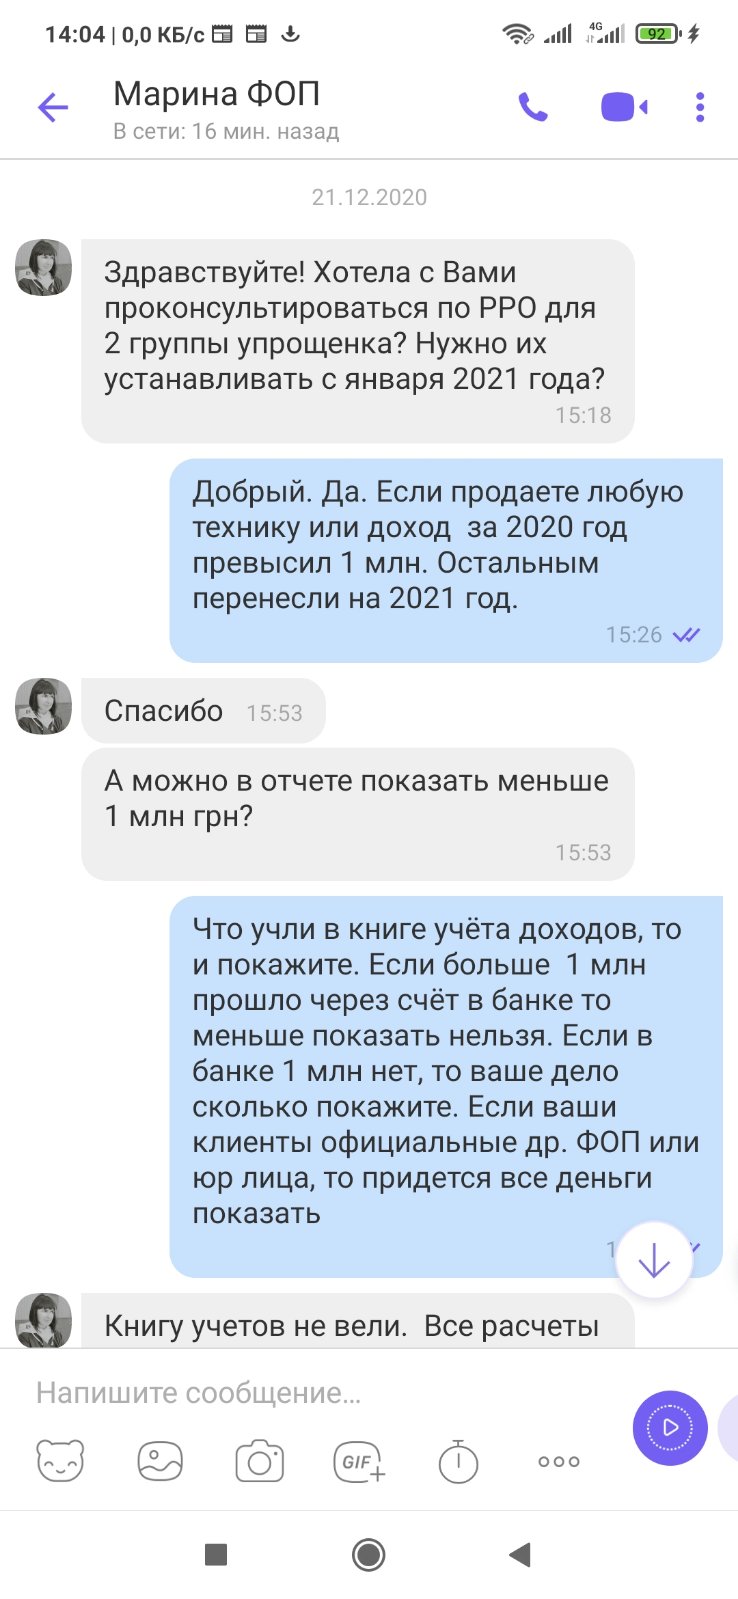 14:04 | 0,0 КБ/с
4G
92
Марина ФОП
В сети: 16 мин. назад
21.12.2020
Здравствуйте! Хотела с Вами
проконсультироваться по РРО для
2 группы упрощенка? Нужно их
устанавливать с января 2021 года?
15:18
Добрый. Да. Если продаете любую
технику или доход  за 2020 год
превысил 1 млн. Остальным
перенесли на 2021 год.
15:26
Спасибо 15:53
А можно в отчете показать меньше
1 млн грн?
15:53
Что учли в книге учёта доходов, то
и покажите. Если больше  1 млн
прошло через счёт в банке то
меньше показать нельзя. Если в
банке 1 млн нет, то ваше дело
сколько покажите. Если ваши
клиенты официальные др. ФОП или
юр лица, то придется все деньги
показать
Книгу учетов не вели.  Все расчеты
Напишите сообщение...
GIF